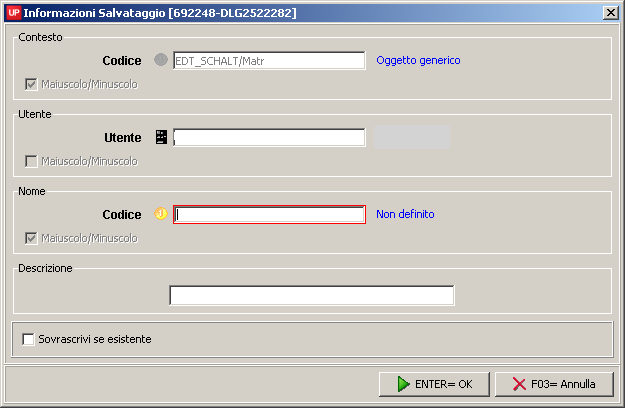 UP Informazioni Salvataggio [692248-DLG2522282]
Contesto
Codice EDT_SCHALT/Matr Oggetto generico
Maiuscolo/Minuscolo
Utente
Utente
Maiuscolo/Minuscolo
Nome
Codice Non definito
Maiuscolo/Minuscolo
Descrizione
Sovrascrivi se esistente
ENTER= OK F03= Annulla